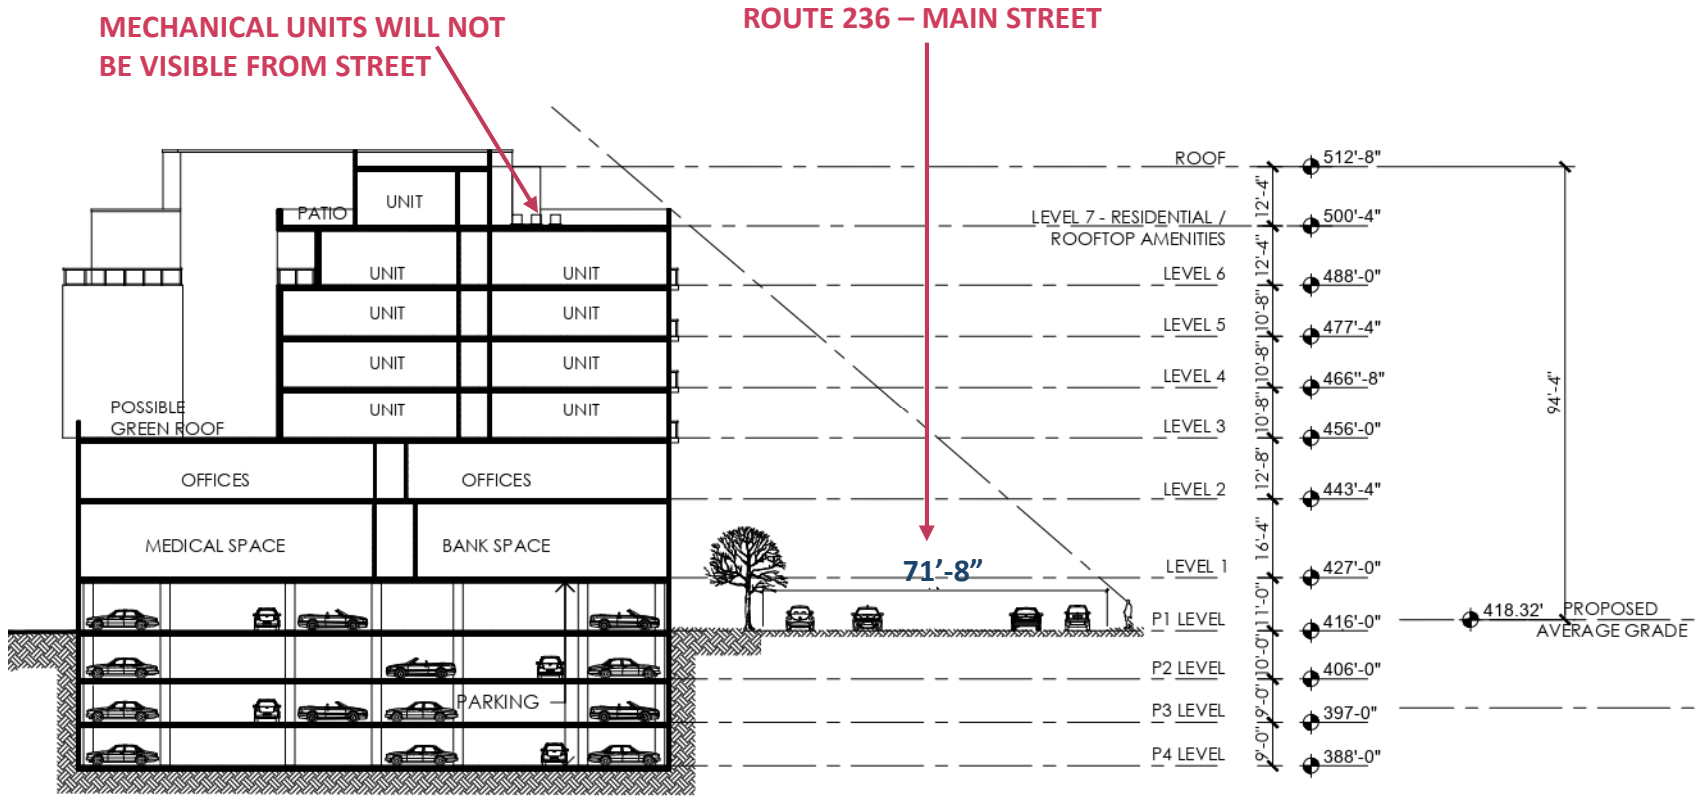 MECHANICAL UNITS WILL NOT
BE VISIBLE FROM STREET
ROUTE 236 – MAIN STREET
ROOF
512'-8"
12'-4"
UNIT
PATIO
LEVEL 7 - RESIDENTIAL /
ROOFTOP AMENITIES
500'-4"
12'-4"
UNIT
UNIT
LEVEL 6
488'-0"
10'-8"
UNIT
UNIT
LEVEL 5
477'-4"
10'-8"
UNIT
UNIT
LEVEL 4
466"-8"
10'-8"
94'-4"
POSSIBLE
GREEN ROOF
UNIT
UNIT
LEVEL 3
456'-0"
12'-8"
OFFICES
OFFICES
LEVEL 2
443'-4"
16'-4"
MEDICAL SPACE
BANK SPACE
71’-8”
LEVEL 1
427'-0"
11'-0"
P1 LEVEL
416'-0"
418.32'
PROPOSED
AVERAGE GRADE
10'-0"
P2 LEVEL
406'-0"
9'-0"
PARKING
P3 LEVEL
397-0"
9'-0"
P4 LEVEL
388'-0"